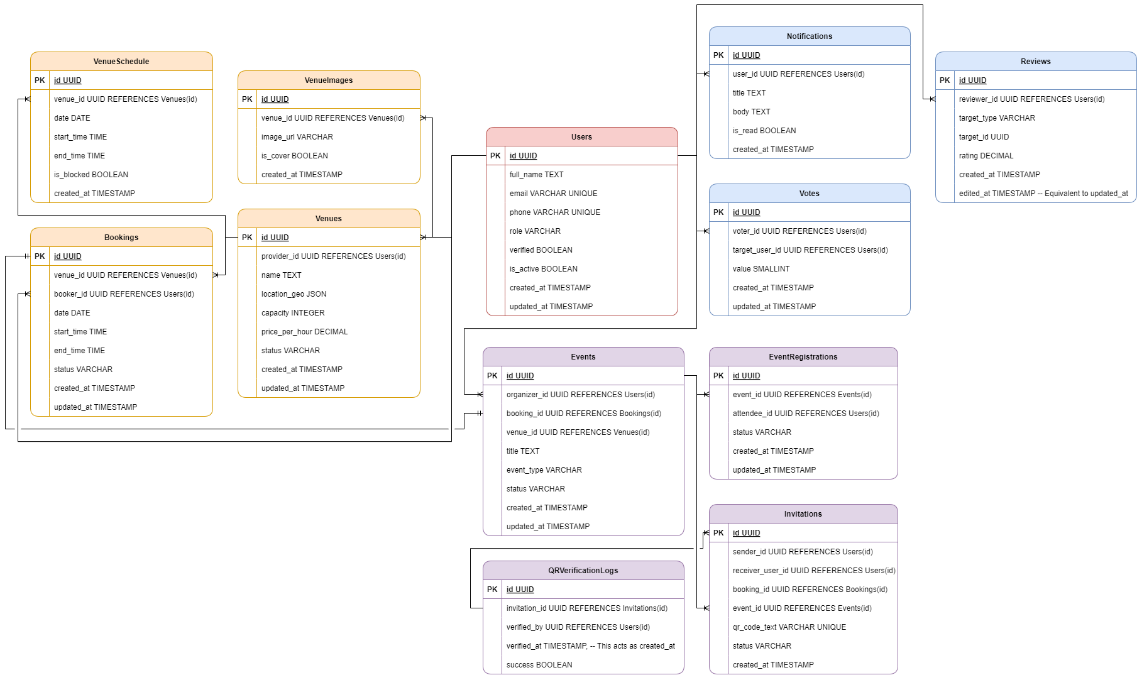 VenueSchedule
PK id UUID
venue_id UUID REFERENCES Venues(id)
date DATE
start_time TIME
end_time TIME
is_blocked BOOLEAN
created_at TIMESTAMP
VenueImages
PK id UUID
venue_id UUID REFERENCES Venues(id)
image_url VARCHAR
is_cover BOOLEAN
created_at TIMESTAMP
Bookings
PK id UUID
venue_id UUID REFERENCES Venues(id)
booker_id UUID REFERENCES Users(id)
date DATE
start_time TIME
end_time TIME
status VARCHAR
created_at TIMESTAMP
updated_at TIMESTAMP
Venues
PK id UUID
provider_id UUID REFERENCES Users(id)
name TEXT
location_geo JSON
capacity INTEGER
price_per_hour DECIMAL
status VARCHAR
created_at TIMESTAMP
updated_at TIMESTAMP
Users
PK id UUID
full_name TEXT
email VARCHAR UNIQUE
phone VARCHAR UNIQUE
role VARCHAR
verified BOOLEAN
is_active BOOLEAN
created_at TIMESTAMP
updated_at TIMESTAMP
Notifications
PK id UUID
user_id UUID REFERENCES Users(id)
title TEXT
body TEXT
is_read BOOLEAN
created_at TIMESTAMP
Reviews
PK id UUID
reviewer_id UUID REFERENCES Users(id)
target_type VARCHAR
target_id UUID
rating DECIMAL
created_at TIMESTAMP
edited_at TIMESTAMP -- Equivalent to updated_at
Votes
PK id UUID
voter_id UUID REFERENCES Users(id)
target_user_id UUID REFERENCES Users(id)
value SMALLINT
created_at TIMESTAMP
updated_at TIMESTAMP
Events
PK id UUID
organizer_id UUID REFERENCES Users(id)
booking_id UUID REFERENCES Bookings(id)
venue_id UUID REFERENCES Venues(id)
title TEXT
event_type VARCHAR
status VARCHAR
created_at TIMESTAMP
updated_at TIMESTAMP
EventRegistrations
PK id UUID
event_id UUID REFERENCES Events(id)
attendee_id UUID REFERENCES Users(id)
status VARCHAR
created_at TIMESTAMP
updated_at TIMESTAMP
QRVerificationLogs
PK id UUID
invitation_id UUID REFERENCES Invitations(id)
verified_by UUID REFERENCES Users(id)
verified_at TIMESTAMP, -- This acts as created_at
success BOOLEAN
Invitations
PK id UUID
sender_id UUID REFERENCES Users(id)
receiver_user_id UUID REFERENCES Users(id)
booking_id UUID REFERENCES Bookings(id)
event_id UUID REFERENCES Events(id)
qr_code_text VARCHAR UNIQUE
status VARCHAR
created_at TIMESTAMP